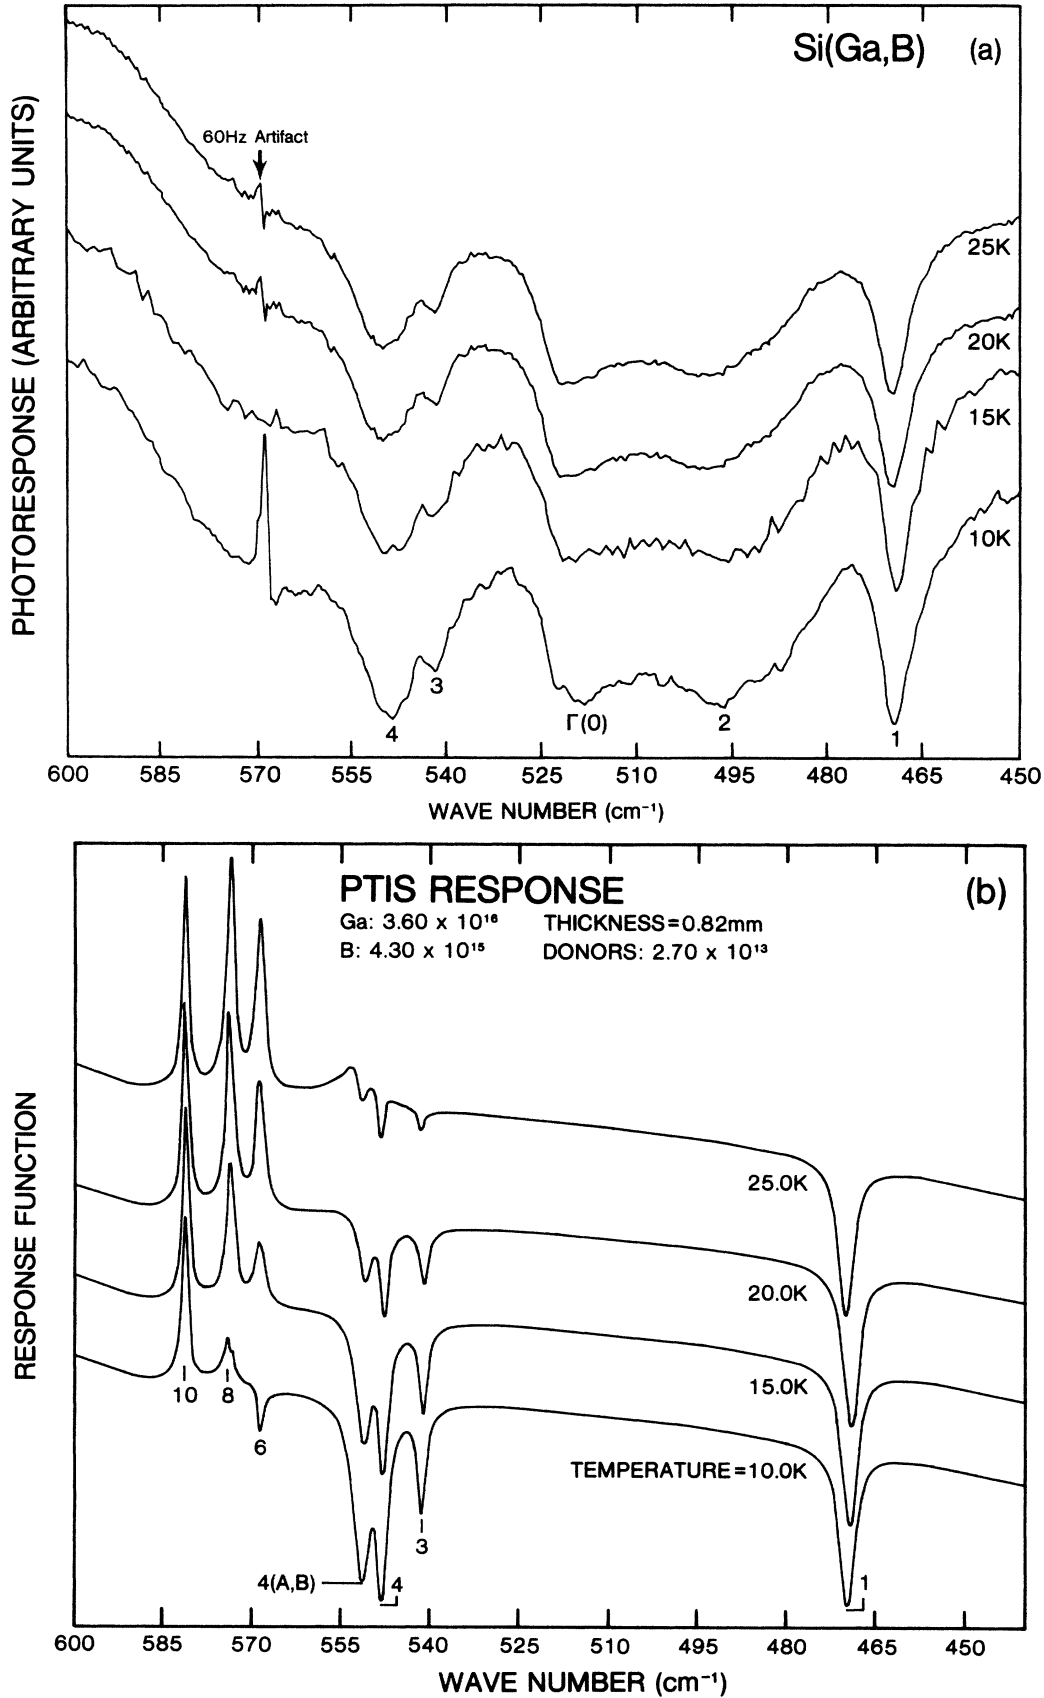 Si(Ga,B) (a)
60Hz Artifact
25K
20K
15K
10K
3
4
Γ(0)
2
1
PHOTORESPONSE (ARBITRARY UNITS)
600 585 570 555 540 525 510 495 480 465 450
WAVE NUMBER (cm⁻¹)
PTIS RESPONSE (b)
Ga: 3.60 x 10¹⁶ THICKNESS=0.82mm
B: 4.30 x 10¹⁵ DONORS: 2.70 x 10¹³
25.0K
20.0K
15.0K
TEMPERATURE=10.0K
10 8
6
3
4(A,B) 4
1
RESPONSE FUNCTION
600 585 570 555 540 525 510 495 480 465 450
WAVE NUMBER (cm⁻¹)